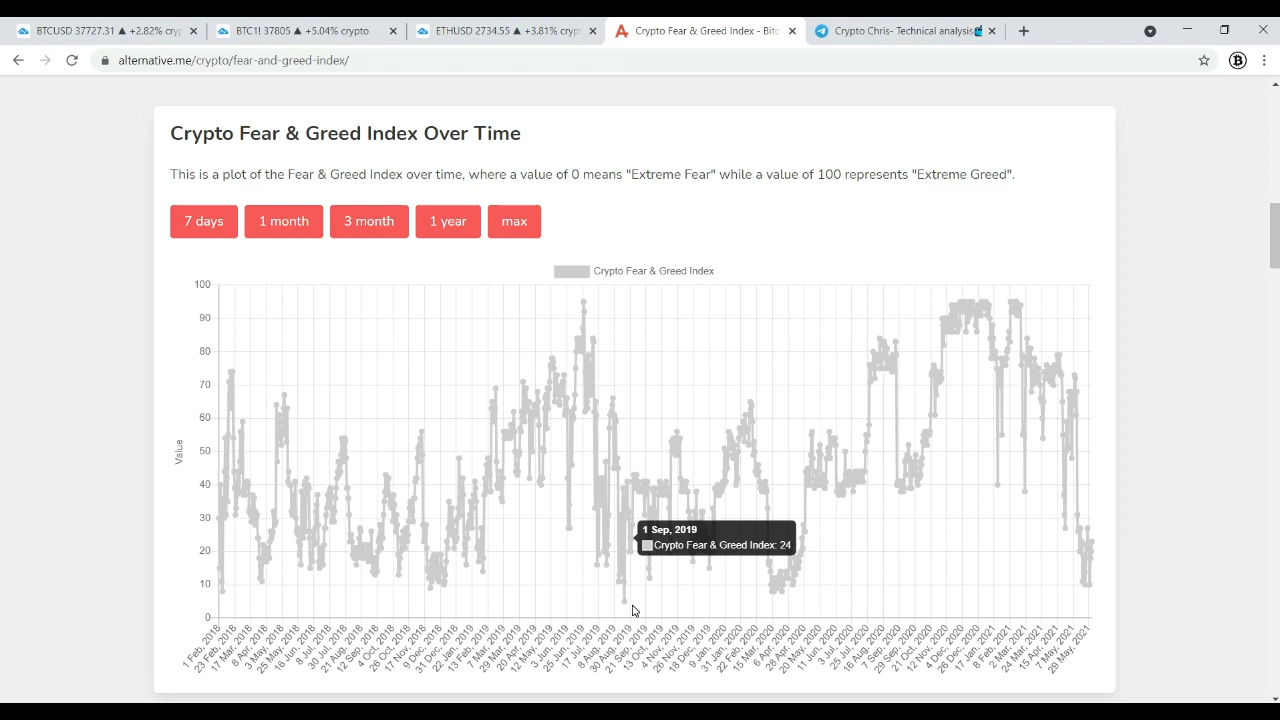 BTCUSD 37727.31 ▲ +2.82% cryp
BTC1! 37805 ▲ +5.04% crypto
ETHUSD 2734.55 ▲ +3.81% crypt
Crypto Fear & Greed Index - Bitc
Crypto Chris- Technical analysis
alternative.me/crypto/fear-and-greed-index/
Crypto Fear & Greed Index Over Time
This is a plot of the Fear & Greed Index over time, where a value of 0 means "Extreme Fear" while a value of 100 represents "Extreme Greed".
7 days 1 month 3 month 1 year max
Crypto Fear & Greed Index
100
90
80
70
60
50
40
30
20
10
0
Value
1 Sep, 2019
Crypto Fear & Greed Index: 24
1 Feb, 2018
23 Feb, 2018
17 Mar, 2018
8 Apr, 2018
3 May, 2018
25 May, 2018
16 Jun, 2018
8 Jul, 2018
30 Jul, 2018
21 Aug, 2018
12 Sep, 2018
4 Oct, 2018
26 Oct, 2018
17 Nov, 2018
9 Dec, 2018
31 Dec, 2018
22 Jan, 2019
13 Feb, 2019
7 Mar, 2019
29 Mar, 2019
20 Apr, 2019
12 May, 2019
3 Jun, 2019
25 Jun, 2019
17 Jul, 2019
8 Aug, 2019
30 Aug, 2019
21 Sep, 2019
13 Oct, 2019
4 Nov, 2019
26 Nov, 2019
18 Dec, 2019
9 Jan, 2020
31 Jan, 2020
22 Feb, 2020
15 Mar, 2020
6 Apr, 2020
28 Apr, 2020
20 May, 2020
11 Jun, 2020
3 Jul, 2020
25 Jul, 2020
16 Aug, 2020
7 Sep, 2020
29 Sep, 2020
21 Oct, 2020
12 Nov, 2020
4 Dec, 2020
26 Dec, 2020
17 Jan, 2021
8 Feb, 2021
2 Mar, 2021
24 Mar, 2021
15 Apr, 2021
7 May, 2021
29 May, 2021